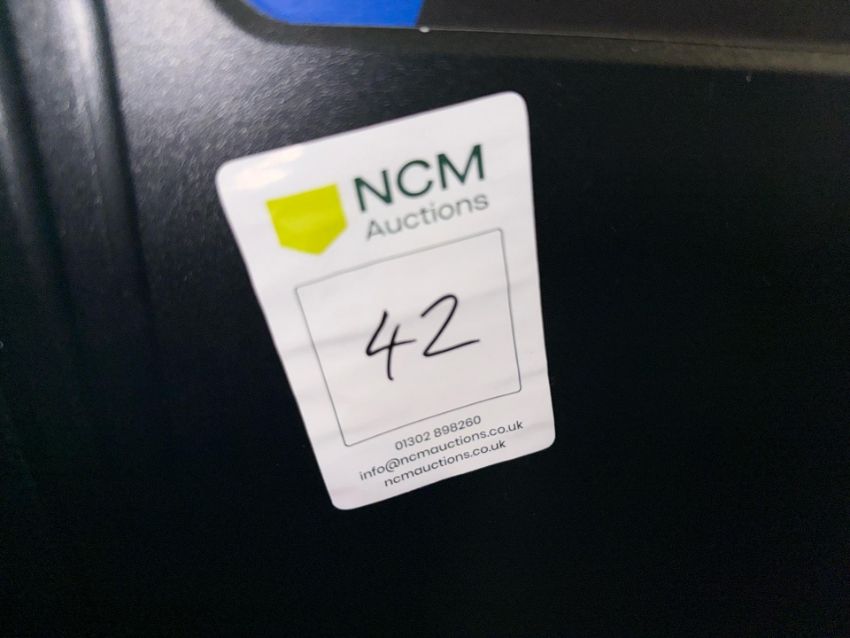 NCM
Auctions
42
01302 898260
info@ncmauctions.co.uk
ncmauctions.co.uk